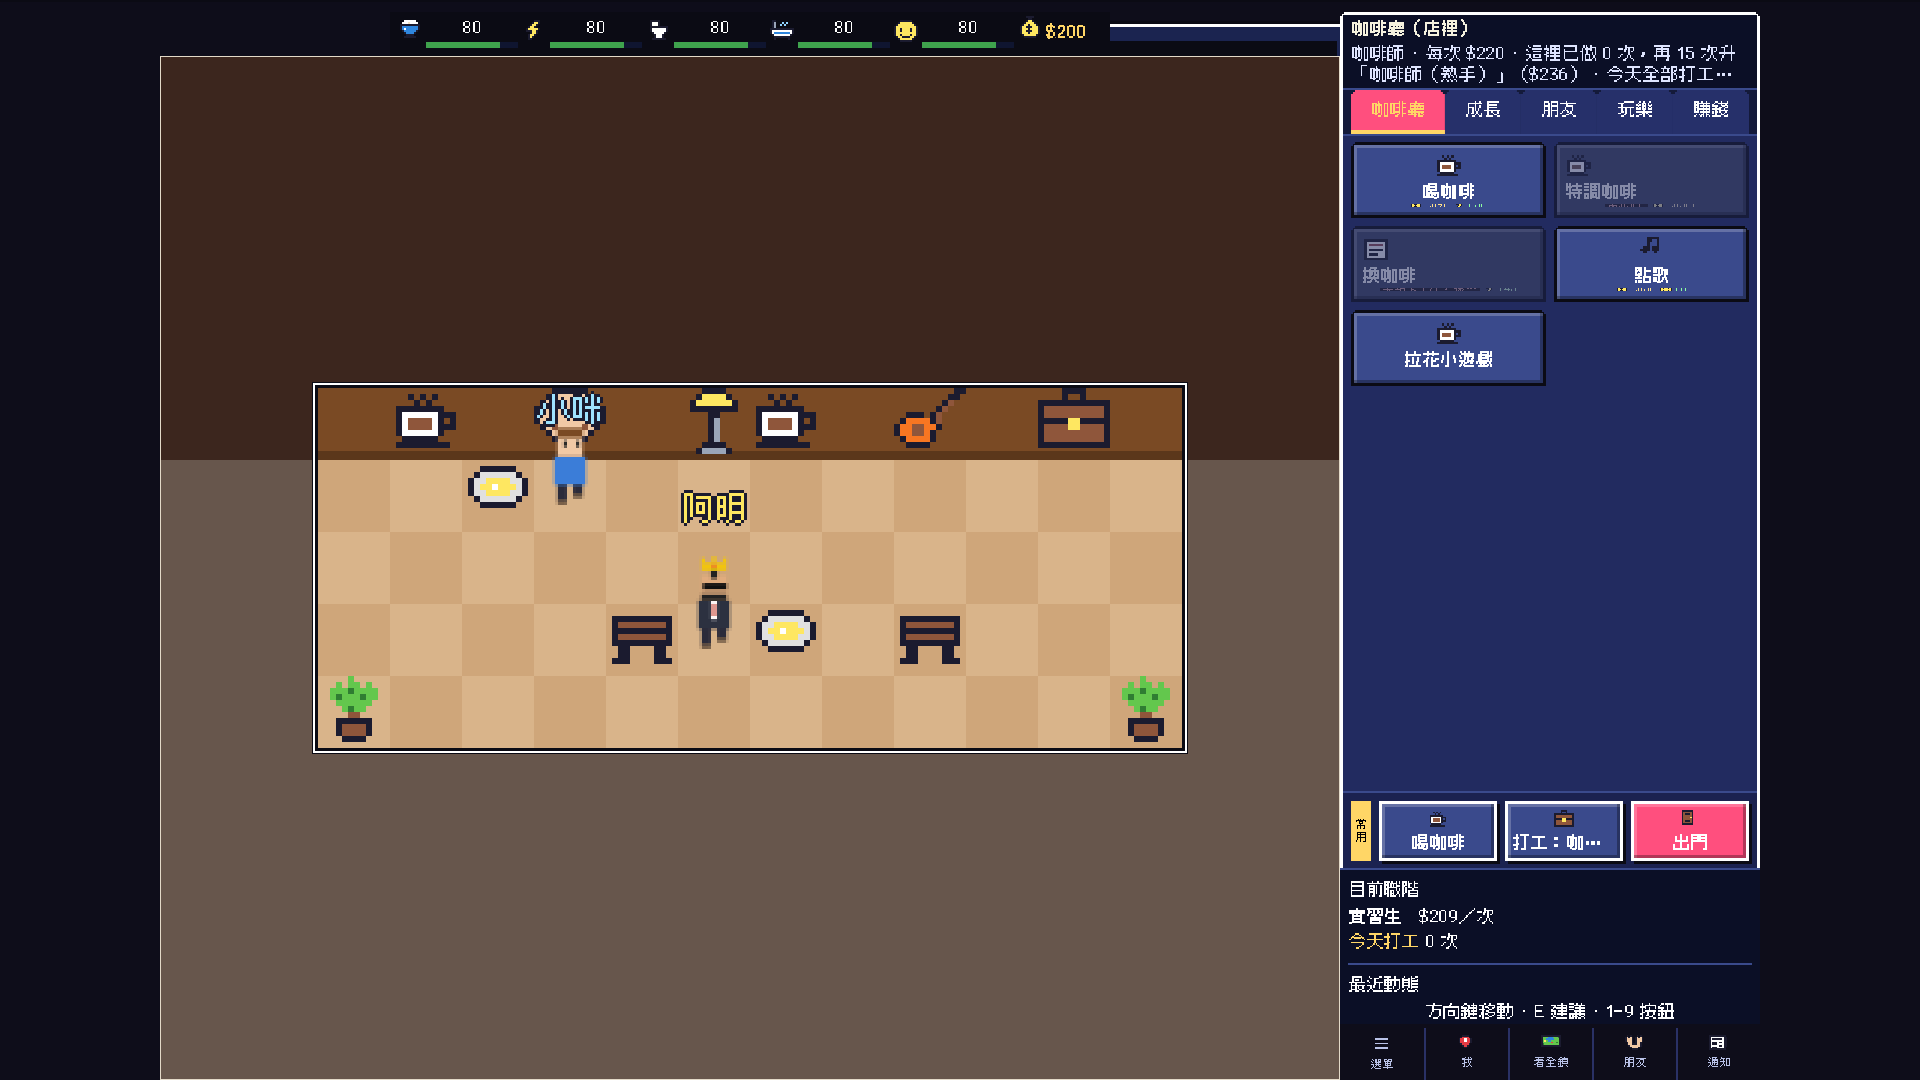 80 80 80 80 80 $200
咖啡廳（店裡）
咖啡師 · 每次 $220 · 這裡已做 0 次，再 15 次升
「咖啡師（熟手）」（$236） · 今天全部打工⋯
咖啡廳 成長 朋友 玩樂 賺錢
喝咖啡
特調咖啡
換咖啡
點歌
拉花小遊戲
小咪
阿明
常用
喝咖啡
打工：咖⋯
出門
目前職階
實習生 $209／次
今天打工 0 次
最近動態
方向鍵移動 · E 建議 · 1-9 按鈕
選單 我 看全鎮 朋友 通知